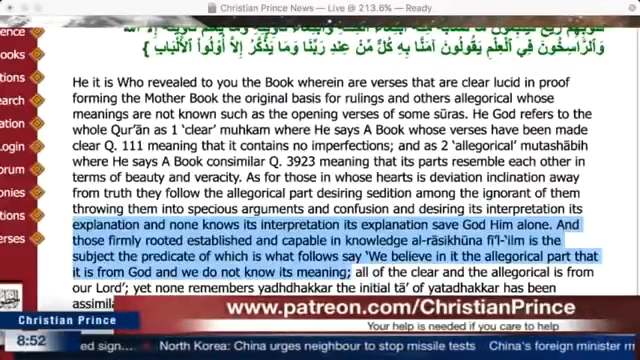 Christian Prince News — Live @ 213.6% — Ready
وَالرَّاسِخُونَ فِي الْعِلْمِ يَقُولُونَ آمَنَّا بِهِ كُلٌّ مِّنْ عِندِ رَبِّنَا وَمَا يَذَّكَّرُ إِلاَّ أُوْلُواْ الأَلْبَابِ }
ooks
tions
earch
ation
Login
orum
onies
tions
erses
He it is Who revealed to you the Book wherein are verses that are clear lucid in proof
forming the Mother Book the original basis for rulings and others allegorical whose
meanings are not known such as the opening verses of some sūras. He God refers to the
whole Qur'ān as 1 'clear' muhkam where He says A Book whose verses have been made
clear Q. 111 meaning that it contains no imperfections; and as 2 'allegorical' mutashābih
where He says A Book consimilar Q. 3923 meaning that its parts resemble each other in
terms of beauty and veracity. As for those in whose hearts is deviation inclination away
from truth they follow the allegorical part desiring sedition among the ignorant of them
throwing them into specious arguments and confusion and desiring its interpretation its
explanation and none knows its interpretation its explanation save God Him alone. And
those firmly rooted established and capable in knowledge al-rāsikhūna fī'l-'ilm is the
subject the predicate of which is what follows say 'We believe in it the allegorical part that
it is from God and we do not know its meaning; all of the clear and the allegorical is from
our Lord'; yet none remembers yadhdhakkar the initial tā' of yatadhakkar has been
assimila
www.patreon.com/ChristianPrince
Christian Prince
Your help is needed if you care to help
8:52
ed sign... North Korea: China urges neighbour to stop missile tests China's foreign minist